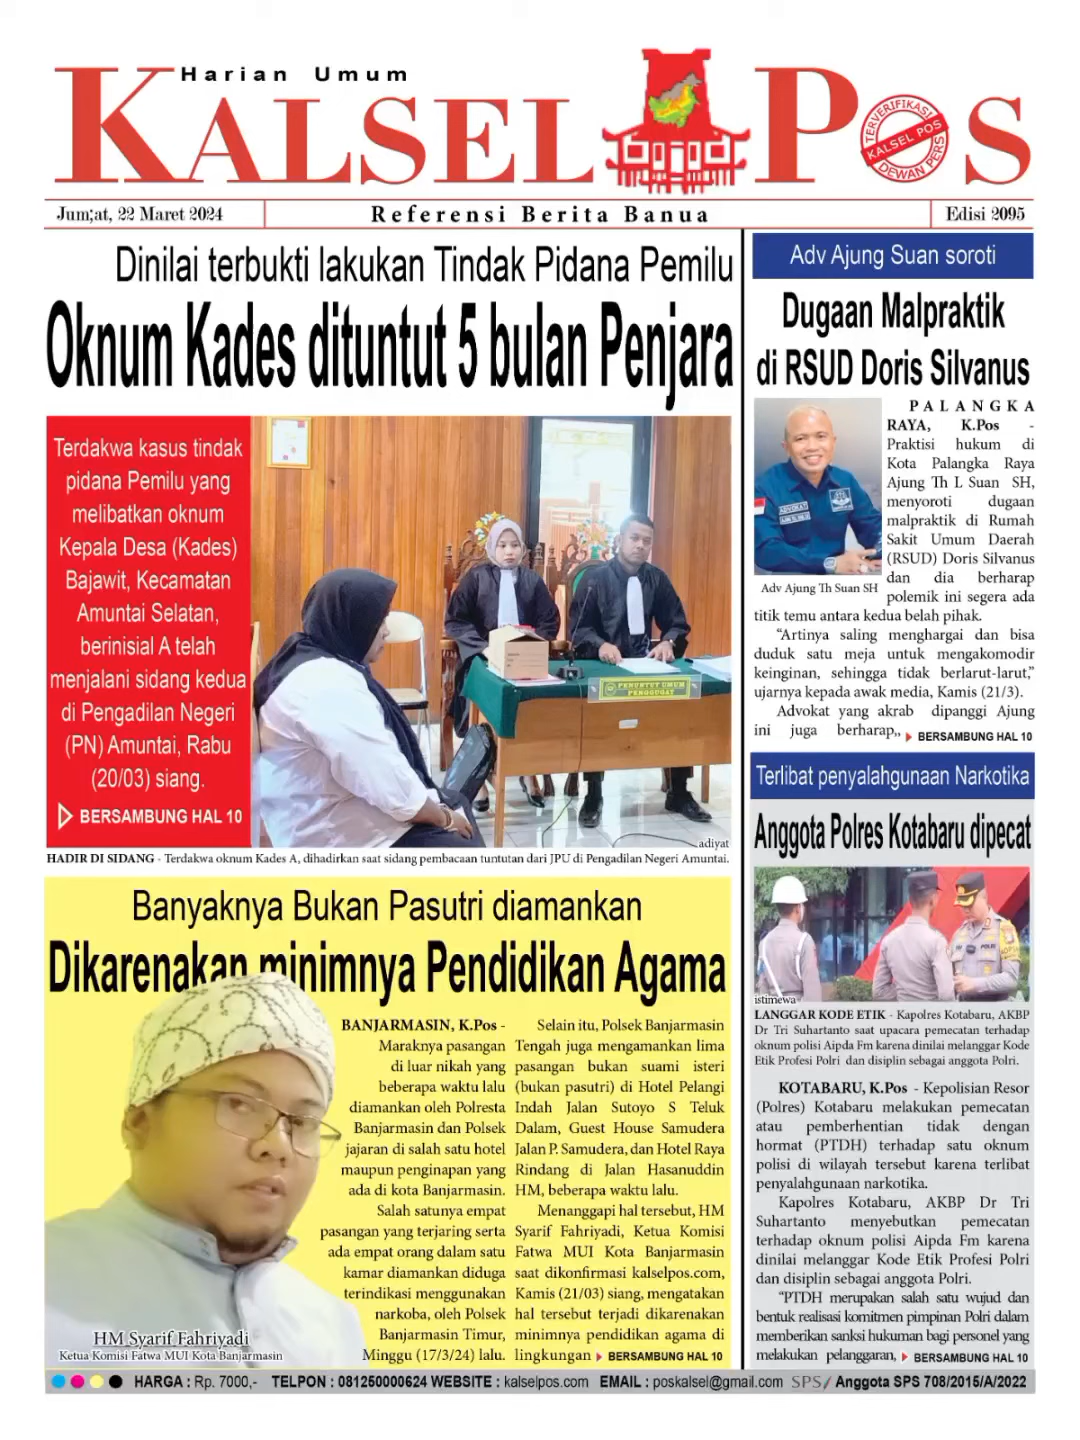 Harian Umum
KALSEL POS
TERVERIFIKASI
KALSEL POS
DEWAN PERS
Jum;at, 22 Maret 2024
Referensi Berita Banua
Edisi 2095
Dinilai terbukti lakukan Tindak Pidana Pemilu
Oknum Kades dituntut 5 bulan Penjara
Terdakwa kasus tindak
pidana Pemilu yang
melibatkan oknum
Kepala Desa (Kades)
Bajawit, Kecamatan
Amuntai Selatan,
berinisial A telah
menjalani sidang kedua
di Pengadilan Negeri
(PN) Amuntai, Rabu
(20/03) siang.
BERSAMBUNG HAL 10
PENUNTUT UMUM
PENGGUGAT
adiyat
HADIR DI SIDANG - Terdakwa oknum Kades A, dihadirkan saat sidang pembacaan tuntutan dari JPU di Pengadilan Negeri Amuntai.
Banyaknya Bukan Pasutri diamankan
Dikarenakan minimnya Pendidikan Agama
HM Syarif Fahriyadi
Ketua Komisi Fatwa MUI Kota Banjarmasin
BANJARMASIN, K.Pos -
Maraknya pasangan
di luar nikah yang
beberapa waktu lalu
diamankan oleh Polresta
Banjarmasin dan Polsek
jajaran di salah satu hotel
maupun penginapan yang
ada di kota Banjarmasin.
Salah satunya empat
pasangan yang terjaring serta
ada empat orang dalam satu
kamar diamankan diduga
terindikasi menggunakan
narkoba, oleh Polsek
Banjarmasin Timur,
Minggu (17/3/24) lalu.
Selain itu, Polsek Banjarmasin
Tengah juga mengamankan lima
pasangan bukan suami isteri
(bukan pasutri) di Hotel Pelangi
Indah Jalan Sutoyo S Teluk
Dalam, Guest House Samudera
Jalan P. Samudera, dan Hotel Raya
Rindang di Jalan Hasanuddin
HM, beberapa waktu lalu.
Menanggapi hal tersebut, HM
Syarif Fahriyadi, Ketua Komisi
Fatwa MUI Kota Banjarmasin
saat dikonfirmasi kalselpos.com,
Kamis (21/03) siang, mengatakan
hal tersebut terjadi dikarenakan
minimnya pendidikan agama di
lingkungan BERSAMBUNG HAL 10
Adv Ajung Suan soroti
Dugaan Malpraktik
di RSUD Doris Silvanus
ADVOKAT
Adv Ajung Th Suan SH
PALANGKA
RAYA, K.Pos -
Praktisi hukum di
Kota Palangka Raya
Ajung Th L Suan SH,
menyoroti dugaan
malpraktik di Rumah
Sakit Umum Daerah
(RSUD) Doris Silvanus
dan dia berharap
polemik ini segera ada
titik temu antara kedua belah pihak.
"Artinya saling menghargai dan bisa
duduk satu meja untuk mengakomodir
keinginan, sehingga tidak berlarut-larut,"
ujarnya kepada awak media, Kamis (21/3).
Advokat yang akrab dipanggi Ajung
ini juga berharap,, BERSAMBUNG HAL 10
Terlibat penyalahgunaan Narkotika
Anggota Polres Kotabaru dipecat
istimewa
LANGGAR KODE ETIK - Kapolres Kotabaru, AKBP
Dr Tri Suhartanto saat upacara pemecatan terhadap
oknum polisi Aipda Fm karena dinilai melanggar Kode
Etik Profesi Polri dan disiplin sebagai anggota Polri.
KOTABARU, K.Pos - Kepolisian Resor
(Polres) Kotabaru melakukan pemecatan
atau pemberhentian tidak dengan
hormat (PTDH) terhadap satu oknum
polisi di wilayah tersebut karena terlibat
penyalahgunaan narkotika.
Kapolres Kotabaru, AKBP Dr Tri
Suhartanto menyebutkan pemecatan
terhadap oknum polisi Aipda Fm karena
dinilai melanggar Kode Etik Profesi Polri
dan disiplin sebagai anggota Polri.
"PTDH merupakan salah satu wujud dan
bentuk realisasi komitmen pimpinan Polri dalam
memberikan sanksi hukuman bagi personel yang
melakukan pelanggaran, BERSAMBUNG HAL 10
HARGA : Rp. 7000,- TELPON : 081250000624 WEBSITE : kalselpos.com EMAIL : poskalsel@gmail.com SPS Anggota SPS 708/2015/A/2022